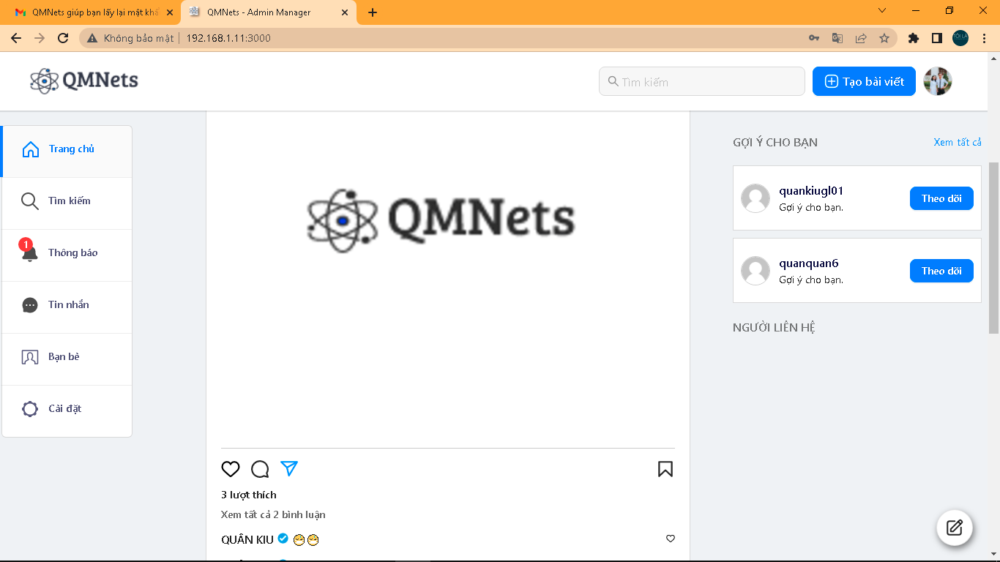 QMNets giúp bạn lấy lại mật khẩ
QMNets - Admin Manager
Không bảo mật
192.168.1.11:3000
QMNets
Tìm kiếm
Tạo bài viết
Trang chủ
Tìm kiếm
1
Thông báo
Tin nhắn
Bạn bè
Cài đặt
QMNets
3 lượt thích
Xem tất cả 2 bình luận
QUÂN KIU 😅😁
GỢI Ý CHO BẠN
Xem tất cả
quankiugl01
Gợi ý cho bạn.
Theo dõi
quanquan6
Gợi ý cho bạn.
Theo dõi
NGƯỜI LIÊN HỆ